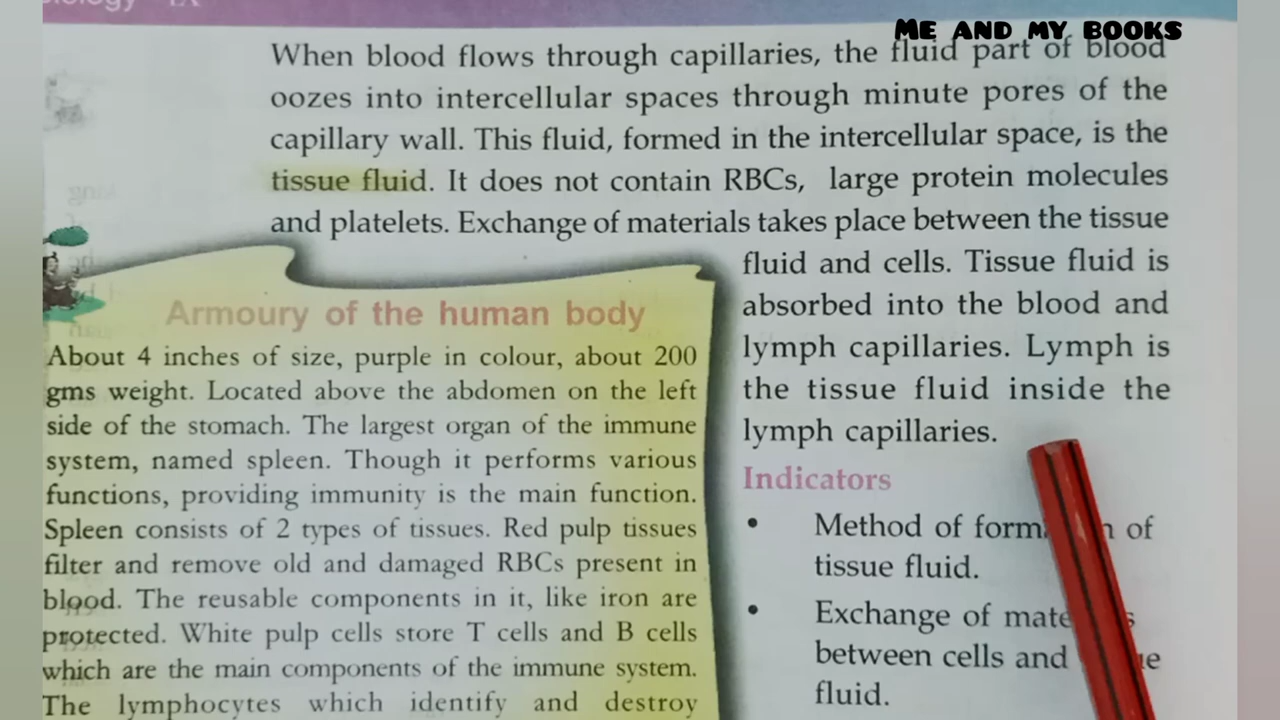 ME AND MY BOOKS
When blood flows through capillaries, the fluid part of blood
oozes into intercellular spaces through minute pores of the
capillary wall. This fluid, formed in the intercellular space, is the
tissue fluid. It does not contain RBCs, large protein molecules
and platelets. Exchange of materials takes place between the tissue
fluid and cells. Tissue fluid is
absorbed into the blood and
lymph capillaries. Lymph is
the tissue fluid inside the
lymph capillaries.
Indicators
• Method of of
tissue fluid.
• Exchange of
between cells and
fluid.
Armoury of the human body
About 4 inches of size, purple in colour, about 200
gms weight. Located above the abdomen on the left
side of the stomach. The largest organ of the immune
system, named spleen. Though it performs various
functions, providing immunity is the main function.
Spleen consists of 2 types of tissues. Red pulp tissues
filter and remove old and damaged RBCs present in
blood. The reusable components in it, like iron are
protected. White pulp cells store T cells and B cells
which are the main components of the immune system.
The lymphocytes which identify and destroy